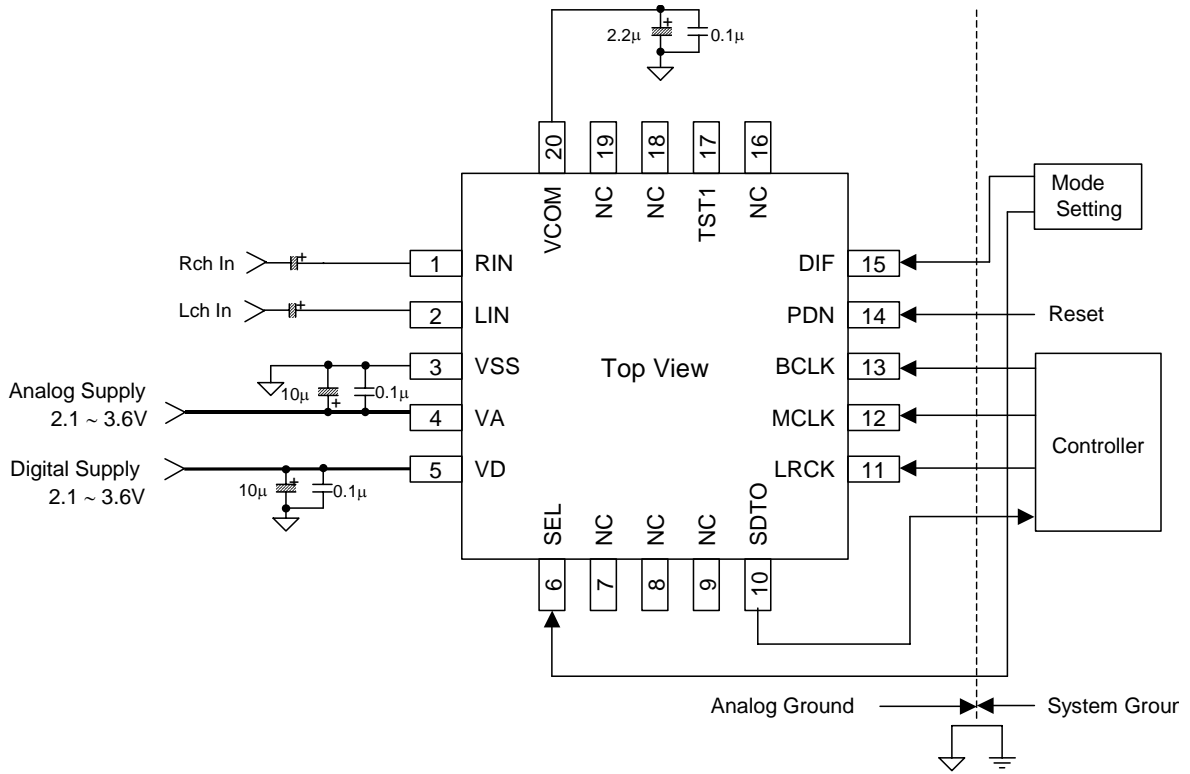 2.2μ
0.1μ
20
19
18
17
16
VCOM
NC
NC
TST1
NC
Mode
Setting
Rch In
1
RIN
DIF
15
Lch In
2
LIN
PDN
14
Reset
3
VSS
Top View
BCLK
13
10μ
0.1μ
Analog Supply
2.1 ~ 3.6V
4
VA
MCLK
12
Controller
Digital Supply
2.1 ~ 3.6V
5
VD
LRCK
11
10μ
0.1μ
SEL
NC
NC
NC
SDTO
6
7
8
9
10
Analog Ground
System Groun